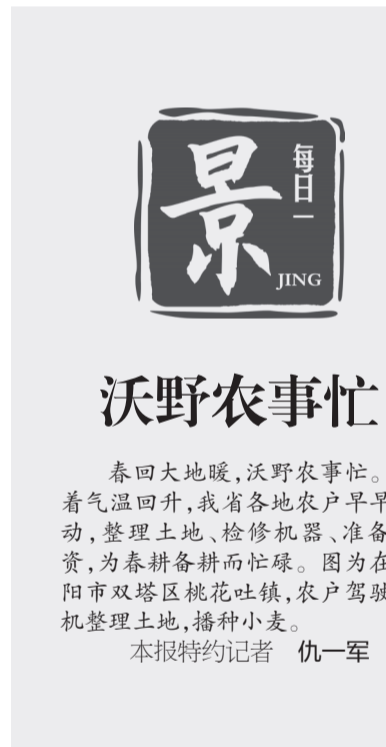 每日一
景
JING
沃野农事忙
春回大地暖,沃野农事忙。
着气温回升,我省各地农户早早
动,整理土地、检修机器、准备
资,为春耕备耕而忙碌。图为在
阳市双塔区桃花吐镇,农户驾驶
机整理土地,播种小麦。
本报特约记者 仇一军